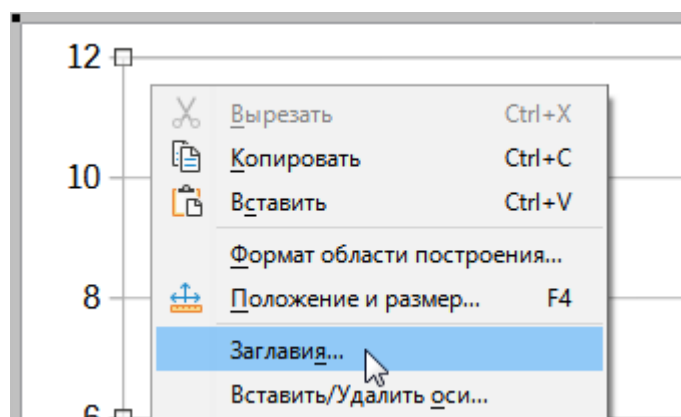 12
Вырезать Ctrl+X
Копировать Ctrl+C
10
Вставить Ctrl+V
Формат области построения...
8
Положение и размер... F4
Заглавия...
Вставить/Удалить оси...
6